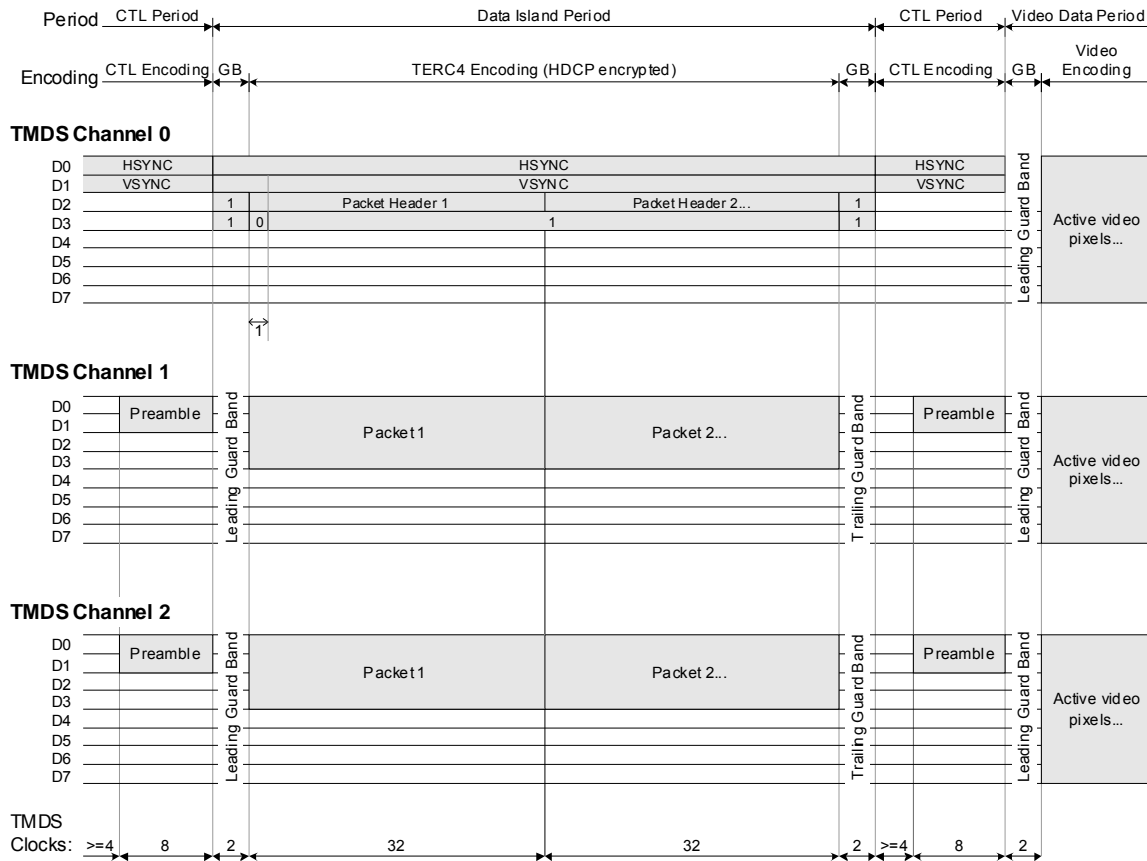 Period CTL Period Data Island Period CTL Period Video Data Period
Encoding CTL Encoding GB TERC4 Encoding (HDCP encrypted) GB CTL Encoding GB Video Encoding
TMDS Channel 0
D0 HSYNC HSYNC HSYNC
D1 VSYNC VSYNC VSYNC
D2 1 Packet Header 1 Packet Header 2... 1
D3 1 0 1 1
D4
D5
D6
D7
Leading Guard Band
Active video
pixels...
1
TMDS Channel 1
D0
D1
D2
D3
D4
D5
D6
D7
Preamble
Leading Guard Band
Packet 1
Packet 2...
Trailing Guard Band
Preamble
Leading Guard Band
Active video
pixels...
TMDS Channel 2
D0
D1
D2
D3
D4
D5
D6
D7
Preamble
Leading Guard Band
Packet 1
Packet 2...
Trailing Guard Band
Preamble
Leading Guard Band
Active video
pixels...
TMDS
Clocks: >=4 8 2 32 32 2 >=4 8 2